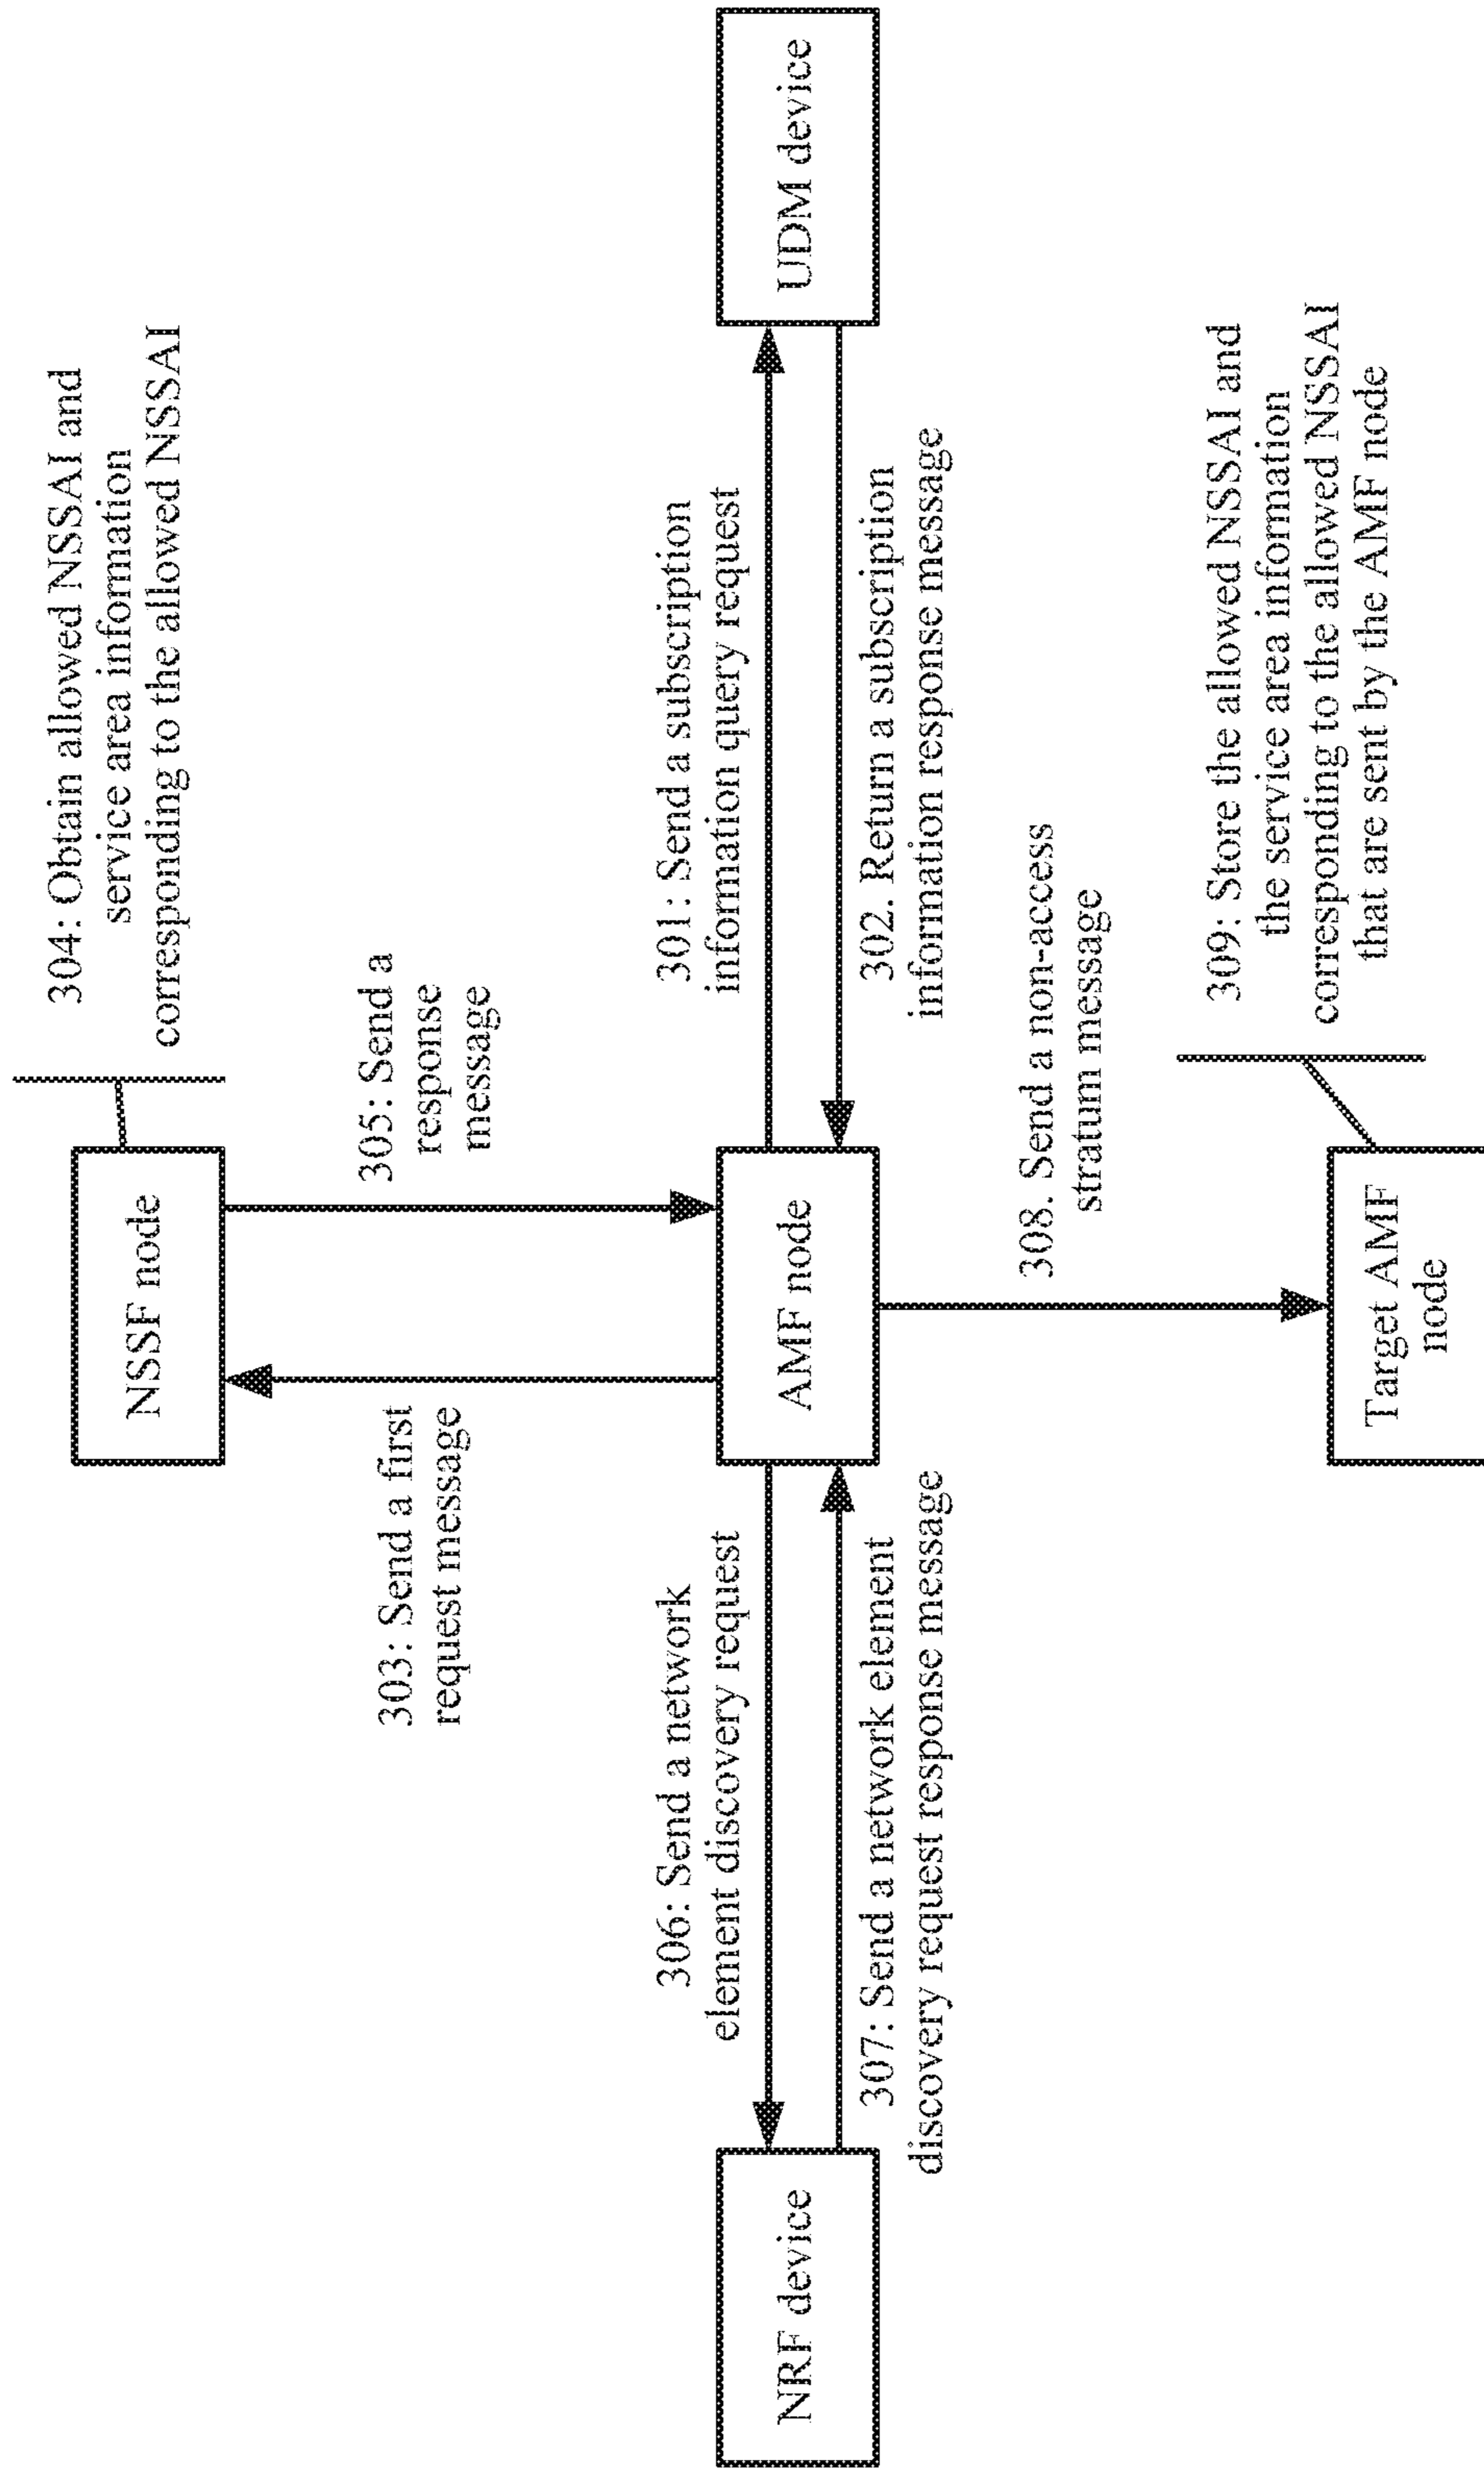 304: Obtain allowed NSSAI and
service area information
corresponding to the allowed NSSAI
NSSF node
305: Send a
response
message
303: Send a first
request message
306: Send a network
element discovery request
301: Send a subscription
information query request
NRF device
AMF node
UDM device
307: Send a network element
discovery request response message
302. Return a subscription
information response message
308. Send a non-access
stratum message
309: Store the allowed NSSAI and
the service area information
corresponding to the allowed NSSAI
that are sent by the AMF node
Target AMF
node